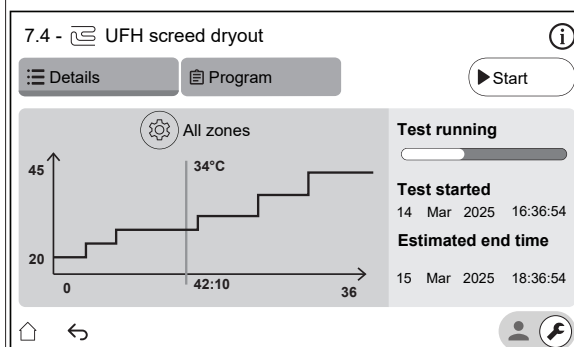 7.4 - UFH screed dryout
i
Details
Program
Start
All zones
45
34°C
20
0
42:10
36
Test running
Test started
14 Mar 2025 16:36:54
Estimated end time
15 Mar 2025 18:36:54